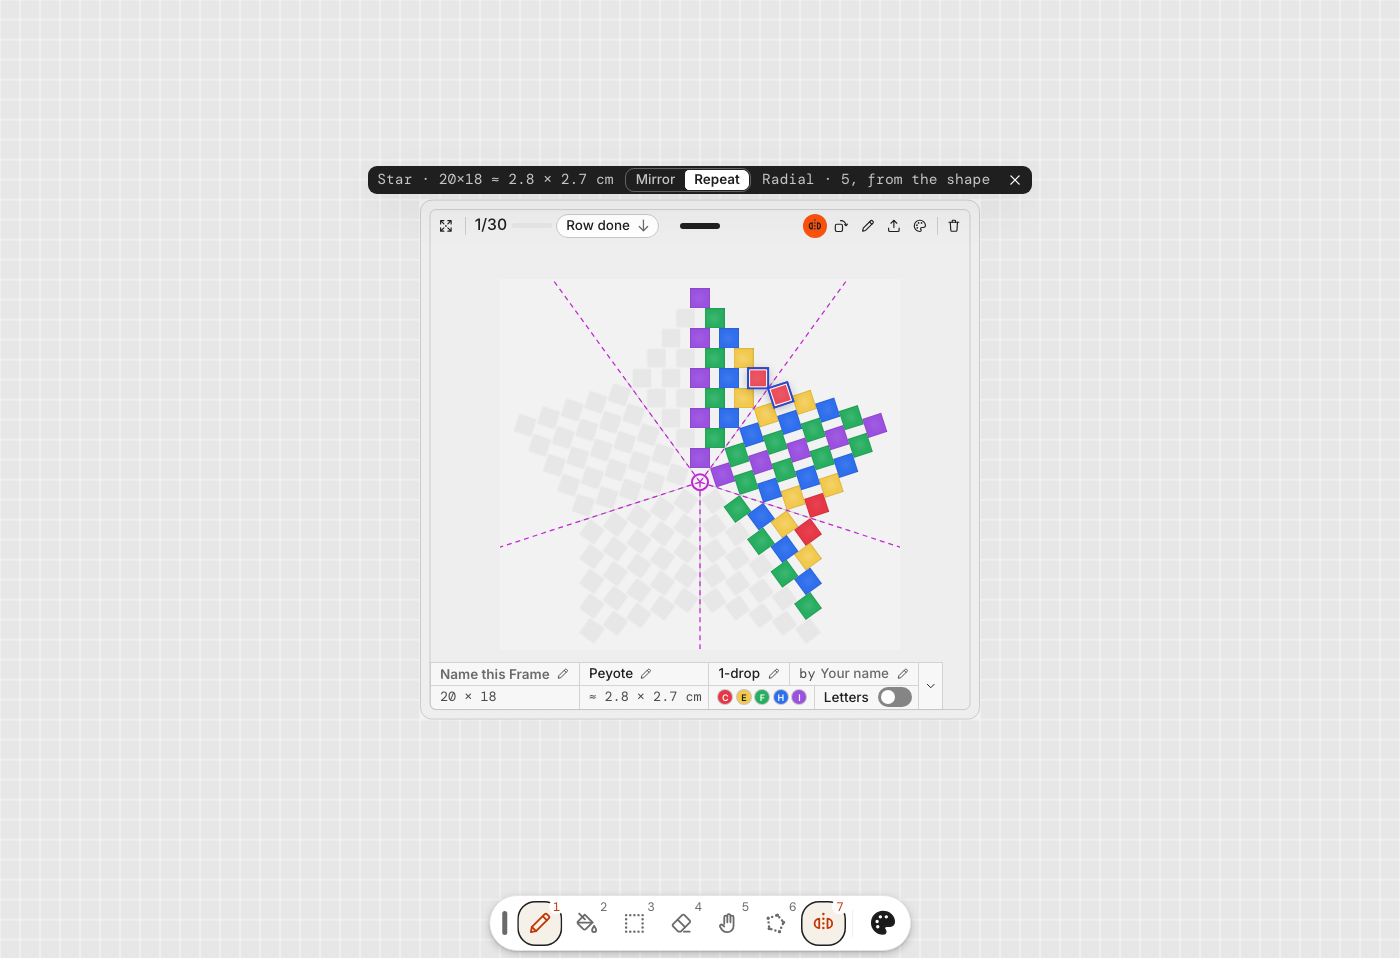 Star · 20×18 ≈ 2.8 × 2.7 cm Mirror Repeat Radial · 5, from the shape
1/30 Row done ↓
Name this Frame Peyote 1-drop by Your name
20 × 18 ≈ 2.8 × 2.7 cm C E F H I Letters
1 2 3 4 5 6 7